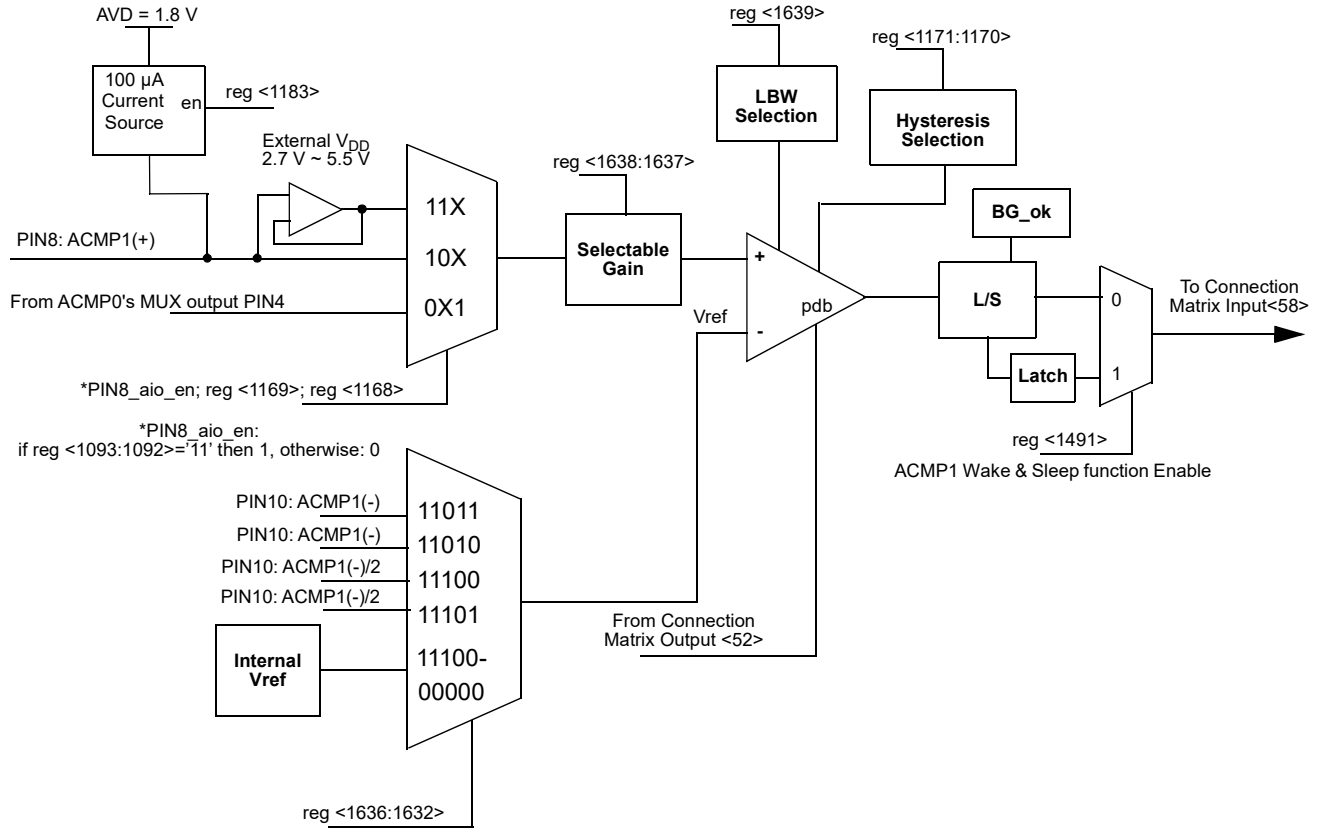 AVD = 1.8 V
100 µA
Current
Source
en
reg <1183>
External VDD
2.7 V ~ 5.5 V
PIN8: ACMP1(+)
From ACMP0's MUX output PIN4
11X
10X
0X1
*PIN8_aio_en; reg <1169>; reg <1168>
*PIN8_aio_en:
if reg <1093:1092>='11' then 1, otherwise: 0
reg <1638:1637>
Selectable
Gain
reg <1639>
LBW
Selection
reg <1171:1170>
Hysteresis
Selection
+
-
pdb
Vref
BG_ok
L/S
Latch
0
1
To Connection
Matrix Input<58>
reg <1491>
ACMP1 Wake & Sleep function Enable
PIN10: ACMP1(-)
PIN10: ACMP1(-)
PIN10: ACMP1(-)/2
PIN10: ACMP1(-)/2
11011
11010
11100
11101
11100-
00000
Internal
Vref
From Connection
Matrix Output <52>
reg <1636:1632>